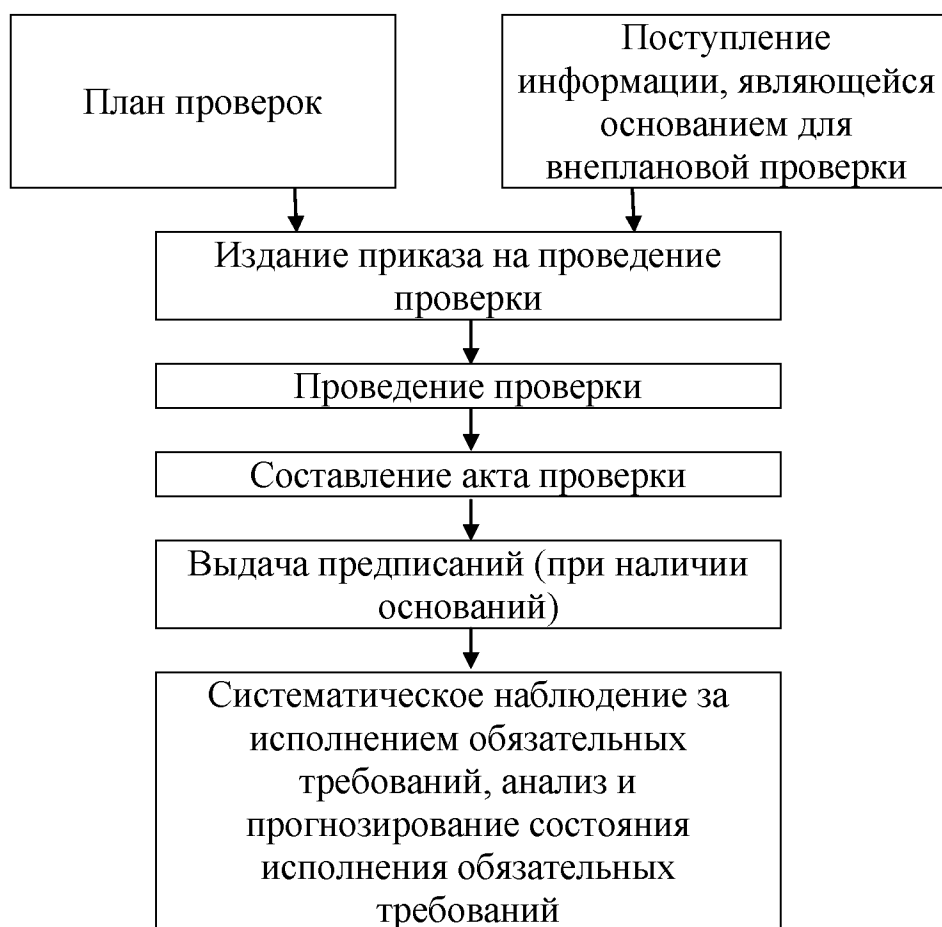 План проверок
Поступление
информации, являющейся
основанием для
внеплановой проверки
Издание приказа на проведение
проверки
Проведение проверки
Составление акта проверки
Выдача предписаний (при наличии
оснований)
Систематическое наблюдение за
исполнением обязательных
требований, анализ и
прогнозирование состояния
исполнения обязательных
требований